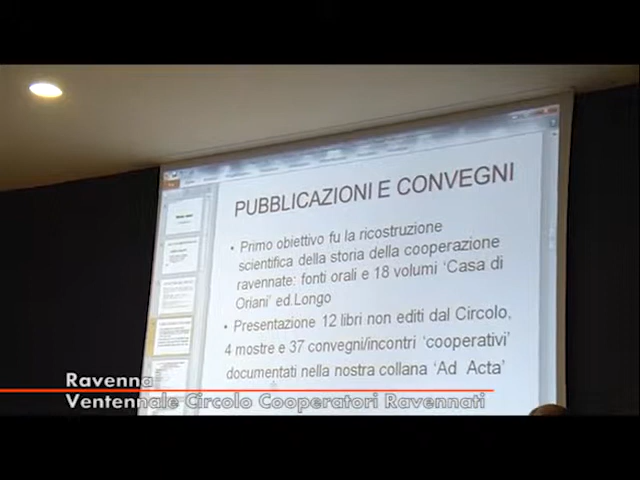 PUBBLICAZIONI E CONVEGNI
• Primo obiettivo fu la ricostruzione
scientifica della storia della cooperazione
ravennate: fonti orali e 18 volumi 'Casa di
Oriani' ed.Longo
• Presentazione 12 libri non editi dal Circolo,
4 mostre e 37 convegni/incontri 'cooperativi'
documentati nella nostra collana 'Ad Acta'
Ravenna
Ventennale Circolo Cooperatori Ravennati